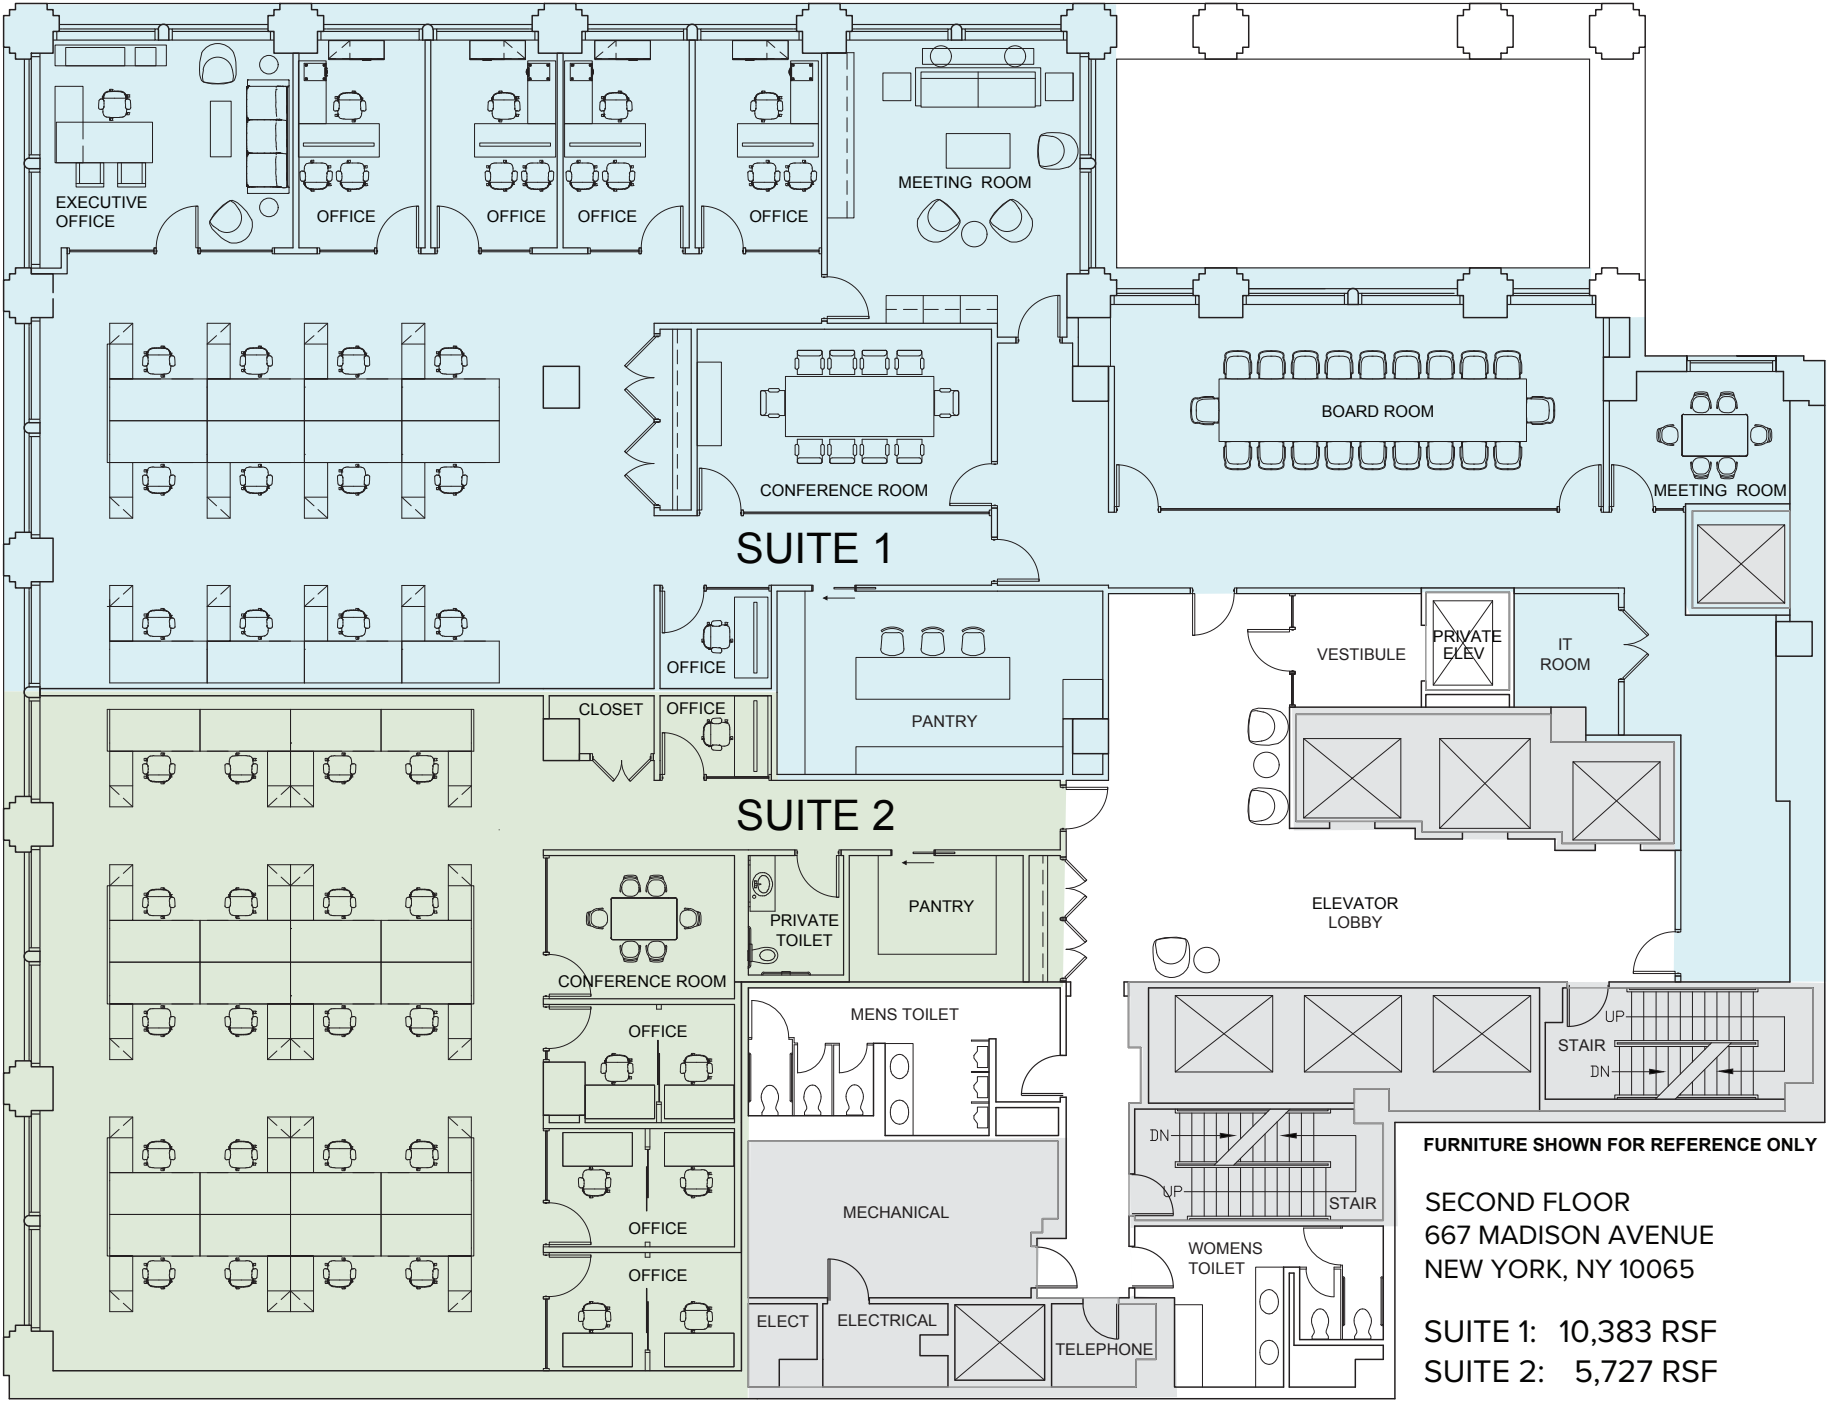 EXECUTIVE
OFFICE
OFFICE
OFFICE
OFFICE
OFFICE
MEETING ROOM
BOARD ROOM
CONFERENCE ROOM
MEETING ROOM
SUITE 1
OFFICE
PANTRY
VESTIBULE
PRIVATE
ELEV
IT
ROOM
CLOSET
OFFICE
SUITE 2
PRIVATE
TOILET
PANTRY
ELEVATOR
LOBBY
CONFERENCE ROOM
OFFICE
MENS TOILET
UP
STAIR
DN
DN
UP
STAIR
OFFICE
MECHANICAL
WOMENS
TOILET
OFFICE
ELECT
ELECTRICAL
TELEPHONE
FURNITURE SHOWN FOR REFERENCE ONLY
SECOND FLOOR
667 MADISON AVENUE
NEW YORK, NY 10065
SUITE 1: 10,383 RSF
SUITE 2: 5,727 RSF